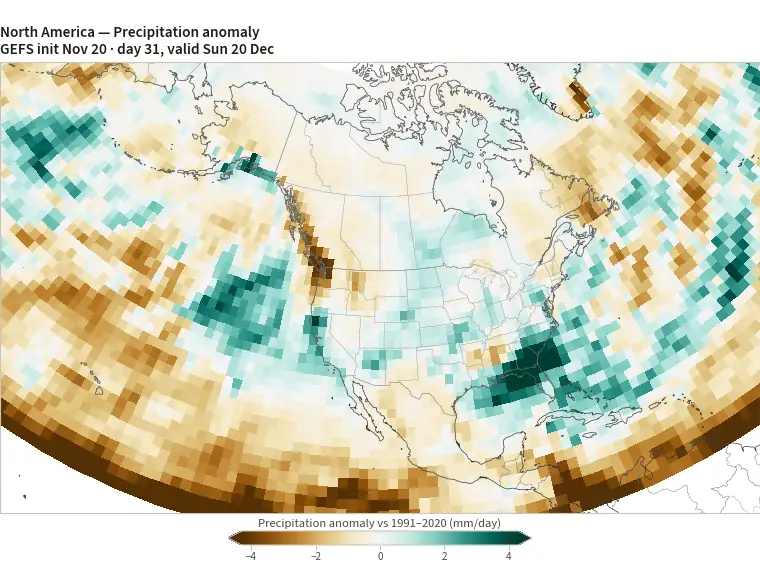 North America — Precipitation anomaly
GEFS init Nov 20 · day 31, valid Sun 20 Dec
Precipitation anomaly vs 1991–2020 (mm/day)
−4 −2 0 2 4